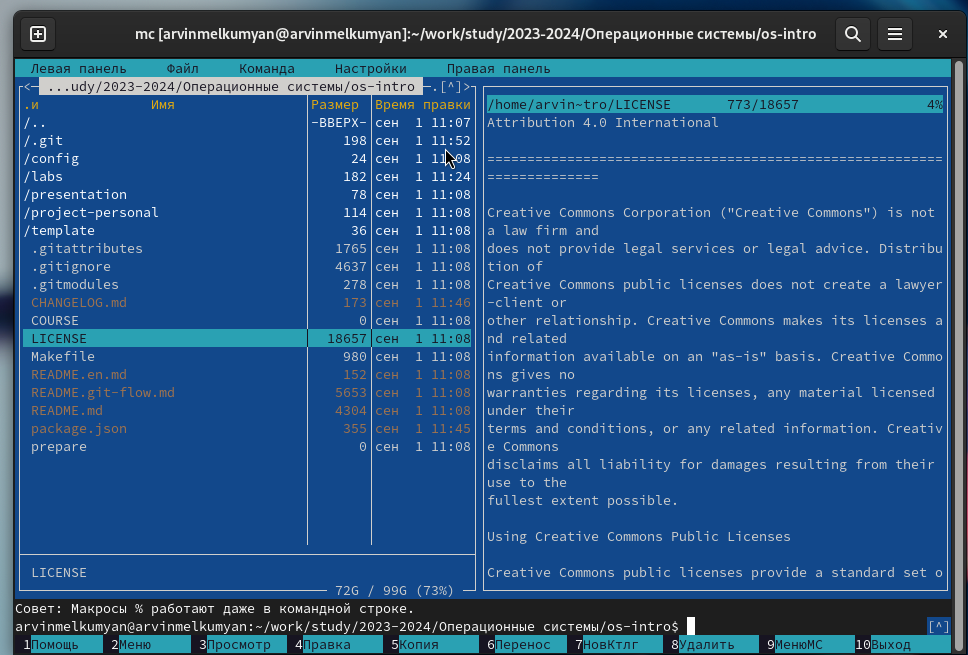 mc [arvinmelkumyan@arvinmelkumyan]:~/work/study/2023-2024/Операционные системы/os-intro
Левая панель Файл Команда Настройки Правая панель
<— ...udy/2023-2024/Операционные системы/os-intro —.[^]>
.и Имя Размер Время правки
/.. -ВВЕРХ- сен 1 11:07
/.git 198 сен 1 11:52
/config 24 сен 1 11:08
/labs 182 сен 1 11:24
/presentation 78 сен 1 11:08
/project-personal 114 сен 1 11:08
/template 36 сен 1 11:08
.gitattributes 1765 сен 1 11:08
.gitignore 4637 сен 1 11:08
.gitmodules 278 сен 1 11:08
CHANGELOG.md 173 сен 1 11:46
COURSE 0 сен 1 11:08
LICENSE 18657 сен 1 11:08
Makefile 980 сен 1 11:08
README.en.md 152 сен 1 11:08
README.git-flow.md 5653 сен 1 11:08
README.md 4304 сен 1 11:08
package.json 355 сен 1 11:45
prepare 0 сен 1 11:08
LICENSE
72G / 99G (73%)
/home/arvin~tro/LICENSE 773/18657 4%
Attribution 4.0 International
=========================================================
==============
Creative Commons Corporation ("Creative Commons") is not
a law firm and
does not provide legal services or legal advice. Distribu
tion of
Creative Commons public licenses does not create a lawyer
-client or
other relationship. Creative Commons makes its licenses a
nd related
information available on an "as-is" basis. Creative Commo
ns gives no
warranties regarding its licenses, any material licensed
under their
terms and conditions, or any related information. Creativ
e Commons
disclaims all liability for damages resulting from their
use to the
fullest extent possible.
Using Creative Commons Public Licenses
Creative Commons public licenses provide a standard set o
Совет: Макросы % работают даже в командной строке.
arvinmelkumyan@arvinmelkumyan:~/work/study/2023-2024/Операционные системы/os-intro$ [^]
1Помощь 2Меню 3Просмотр 4Правка 5Копия 6Перенос 7НовКтлг 8Удалить 9МенюМС 10Выход